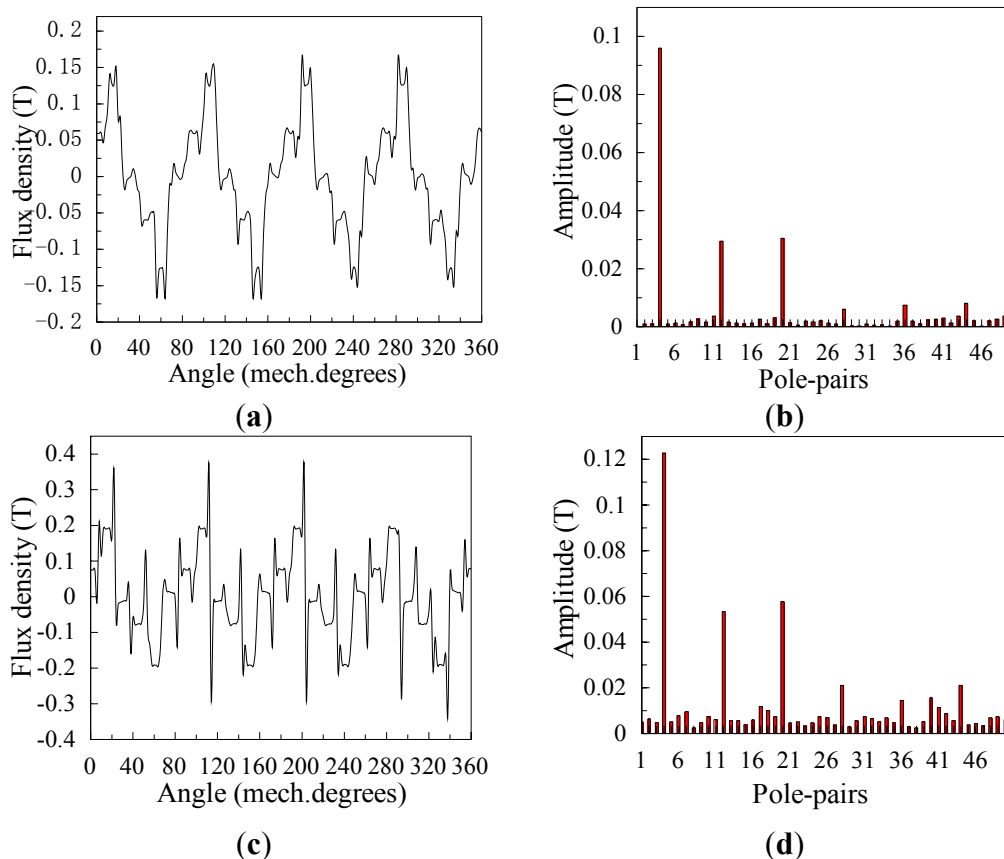 Flux density (T)
0.2
0.15
0.1
0.05
0
0.05
-0.1
-0.15
-0.2
0 40 80 120 160 200 240 280 320 360
Angle (mech.degrees)
(a)
Amplitude (T)
0.1
0.08
0.06
0.04
0.02
0
1 6 11 16 21 26 31 36 41 46
Pole-pairs
(b)
Flux density (T)
0.4
0.3
0.2
0.1
0
-0.1
-0.2
-0.3
-0.4
0 40 80 120 160 200 240 280 320 360
Angle (mech.degrees)
(c)
Amplitude (T)
0.12
0.1
0.08
0.06
0.04
0.02
0
1 6 11 16 21 26 31 36 41 46
Pole-pairs
(d)